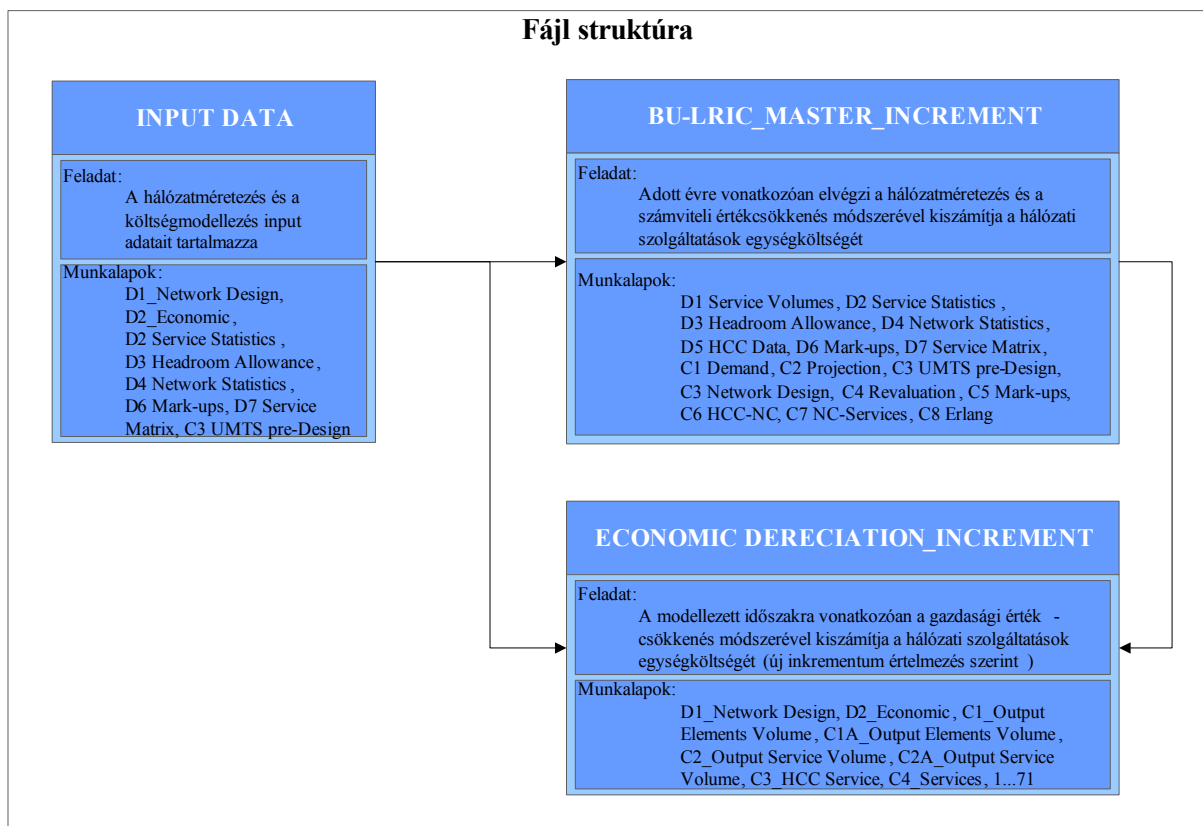 Fájl struktúra
INPUT DATA
Feladat:
A hálózatméretezés és a
költségmodellezés input
adatait tartalmazza
Munkalapok:
D1_Network Design,
D2_Economic,
D2 Service Statistics ,
D3 Headroom Allowance,
D4 Network Statistics ,
D6 Mark-ups, D7 Service
Matrix, C3 UMTS pre-Design
BU-LRIC_MASTER_INCREMENT
Feladat:
Adott évre vonatkozóan elvégzi a hálózatméretezés és a
számviteli értékcsökkenés módszerével kiszámítja a hálózati
szolgáltatások egységköltségét
Munkalapok:
D1 Service Volumes, D2 Service Statistics ,
D3 Headroom Allowance, D4 Network Statistics,
D5 HCC Data, D6 Mark-ups, D7 Service Matrix,
C1 Demand, C2 Projection, C3 UMTS pre-Design,
C3 Network Design, C4 Revaluation, C5 Mark-ups,
C6 HCC-NC, C7 NC-Services, C8 Erlang
ECONOMIC DERECIATION_INCREMENT
Feladat:
A modellezett időszakra vonatkozóan a gazdasági érték -
csökkenés módszerével kiszámítja a hálózati szolgáltatások
egységköltségét (új inkrementum értelmezés szerint )
Munkalapok:
D1_Network Design, D2_Economic, C1_Output
Elements Volume, C1A_Output Elements Volume,
C2_Output Service Volume, C2A_Output Service
Volume, C3_HCC Service, C4_Services, 1...71